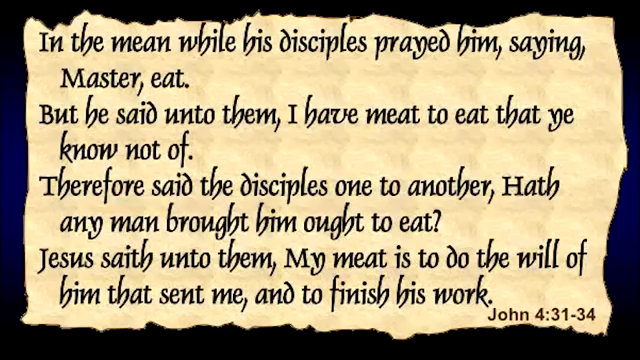 In the mean while his disciples prayed him, saying,
Master, eat.
But he said unto them, I have meat to eat that ye
know not of.
Therefore said the disciples one to another, Hath
any man brought him ought to eat?
Jesus saith unto them, My meat is to do the will of
him that sent me, and to finish his work.
John 4:31-34